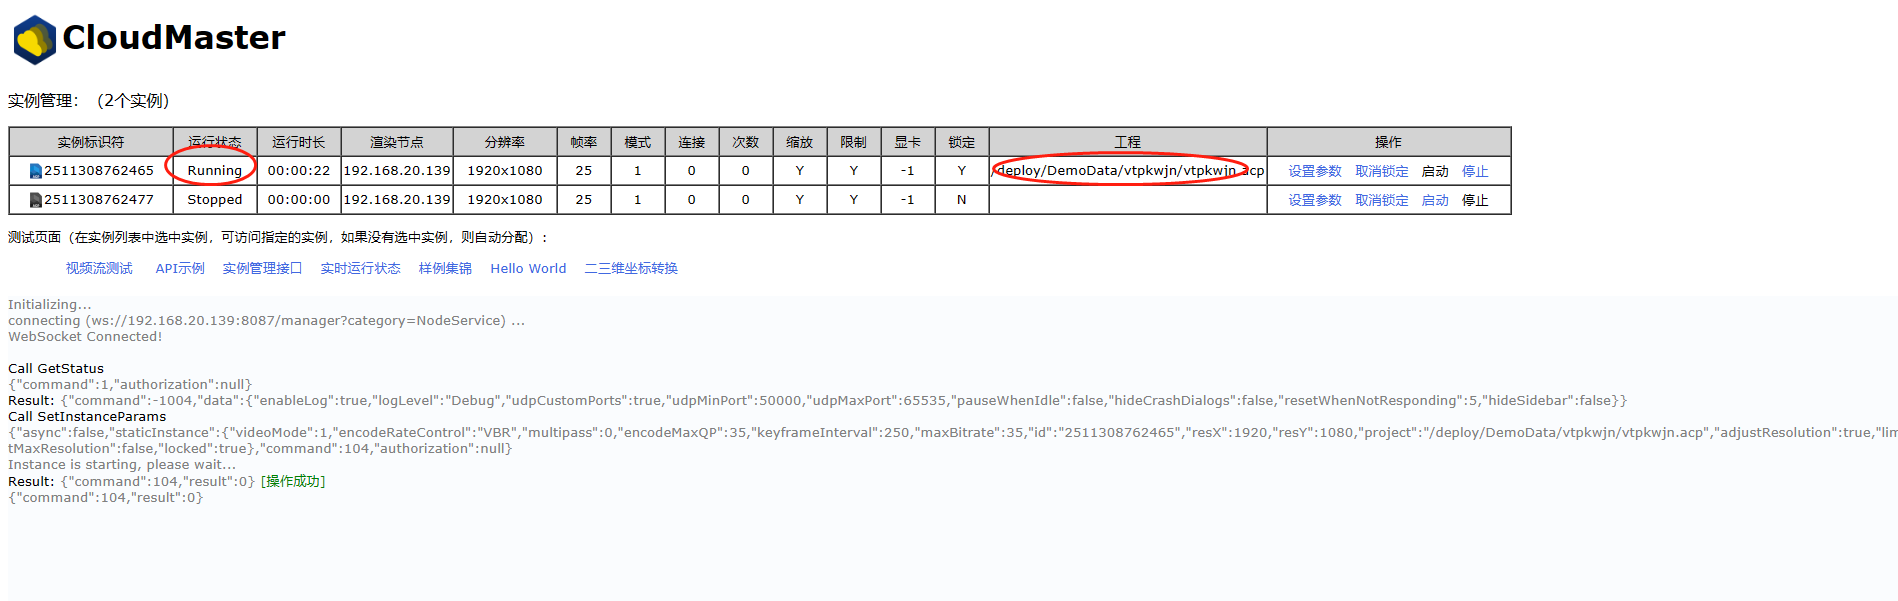 CloudMaster
实例管理： （2个实例）
实例标识符 运行状态 运行时长 渲染节点 分辨率 帧率 模式 连接 次数 缩放 限制 显卡 锁定 工程 操作
2511308762465 Running 00:00:22 192.168.20.139 1920x1080 25 1 0 0 Y Y -1 Y /deploy/DemoData/vtpkwjn/vtpkwjn.acp 设置参数 取消锁定 启动 停止
2511308762477 Stopped 00:00:00 192.168.20.139 1920x1080 25 1 0 0 Y Y -1 N 设置参数 取消锁定 启动 停止
测试页面（在实例列表中选中实例，可访问指定的实例，如果没有选中实例，则自动分配）：
视频流测试 API示例 实例管理接口 实时运行状态 样例集锦 Hello World 二三维坐标转换
Initializing...
connecting (ws://192.168.20.139:8087/manager?category=NodeService) ...
WebSocket Connected!
Call GetStatus
{"command":1,"authorization":null}
Result: {"command":-1004,"data":{"enableLog":true,"logLevel":"Debug","udpCustomPorts":true,"udpMinPort":50000,"udpMaxPort":65535,"pauseWhenIdle":false,"hideCrashDialogs":false,"resetWhenNotResponding":5,"hideSidebar":false}}
Call SetInstanceParams
{"async":false,"staticInstance":{"videoMode":1,"encodeRateControl":"VBR","multipass":0,"encodeMaxQP":35,"keyframeInterval":250,"maxBitrate":35,"id":"2511308762465","resX":1920,"resY":1080,"project":"/deploy/DemoData/vtpkwjn/vtpkwjn.acp","adjustResolution":true,"lim
tMaxResolution":false,"locked":true},"command":104,"authorization":null}
Instance is starting, please wait...
Result: {"command":104,"result":0} [操作成功]
{"command":104,"result":0}